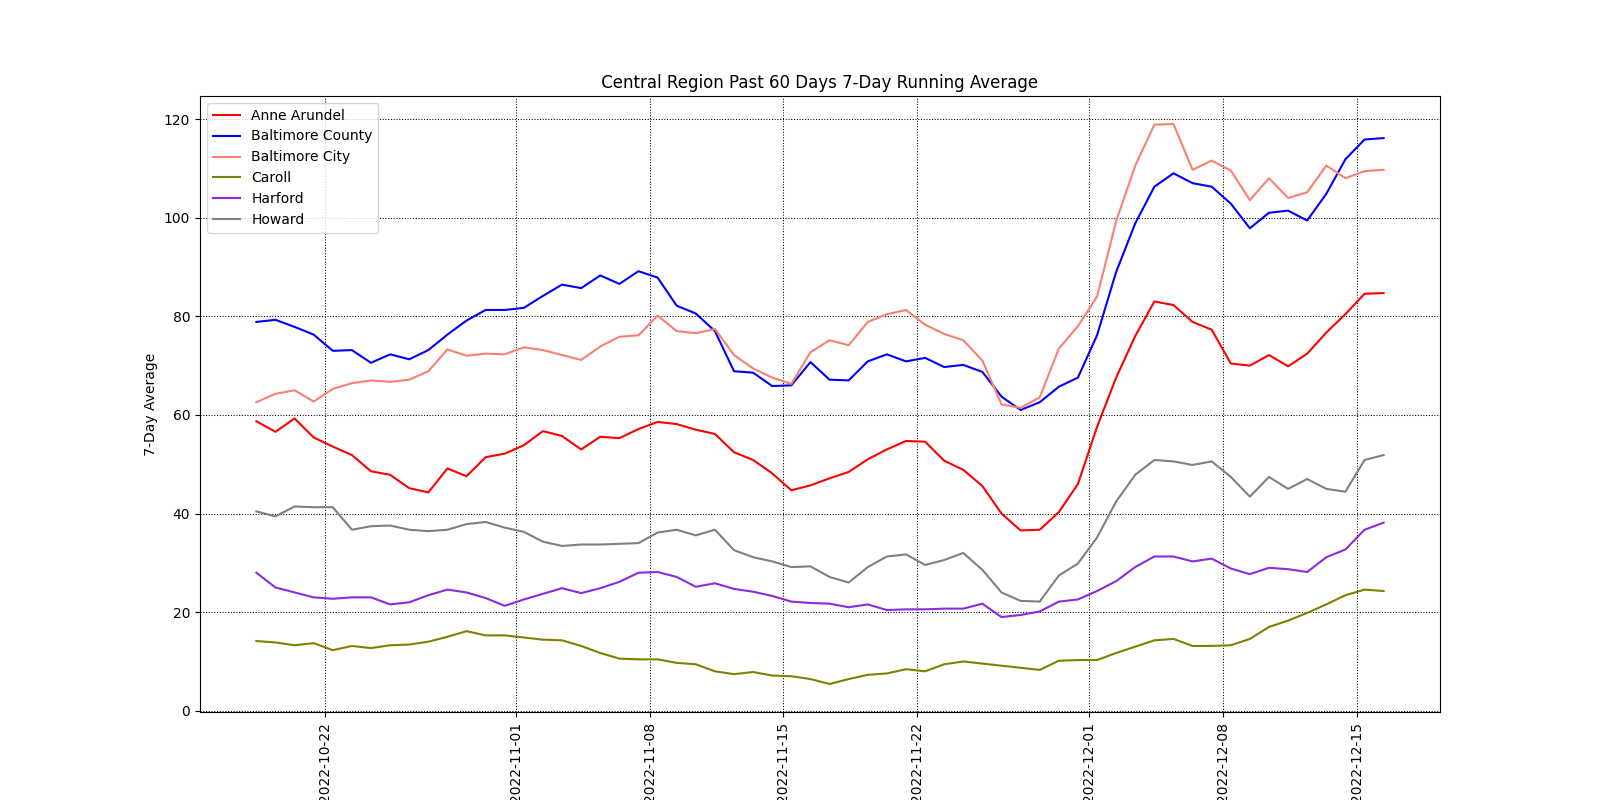 Central Region Past 60 Days 7-Day Running Average
Anne Arundel
Baltimore County
Baltimore City
Caroll
Harford
Howard
7-Day Average
120
100
80
60
40
20
0
2022-10-22
2022-11-01
2022-11-08
2022-11-15
2022-11-22
2022-12-01
2022-12-08
2022-12-15